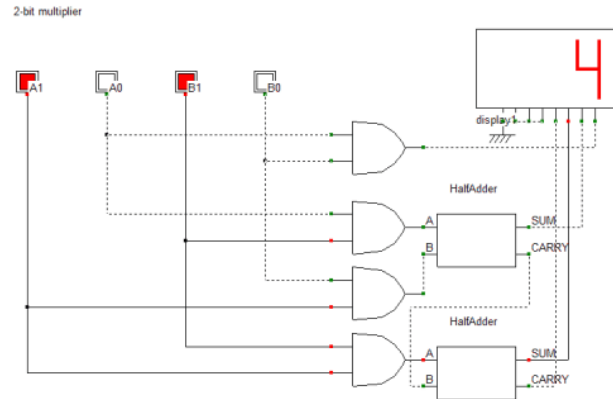 2-bit multiplier
A1
A0
B1
B0
4
display1
HalfAdder
A
SUM
B
CARRY
HalfAdder
A
SUM
B
CARRY